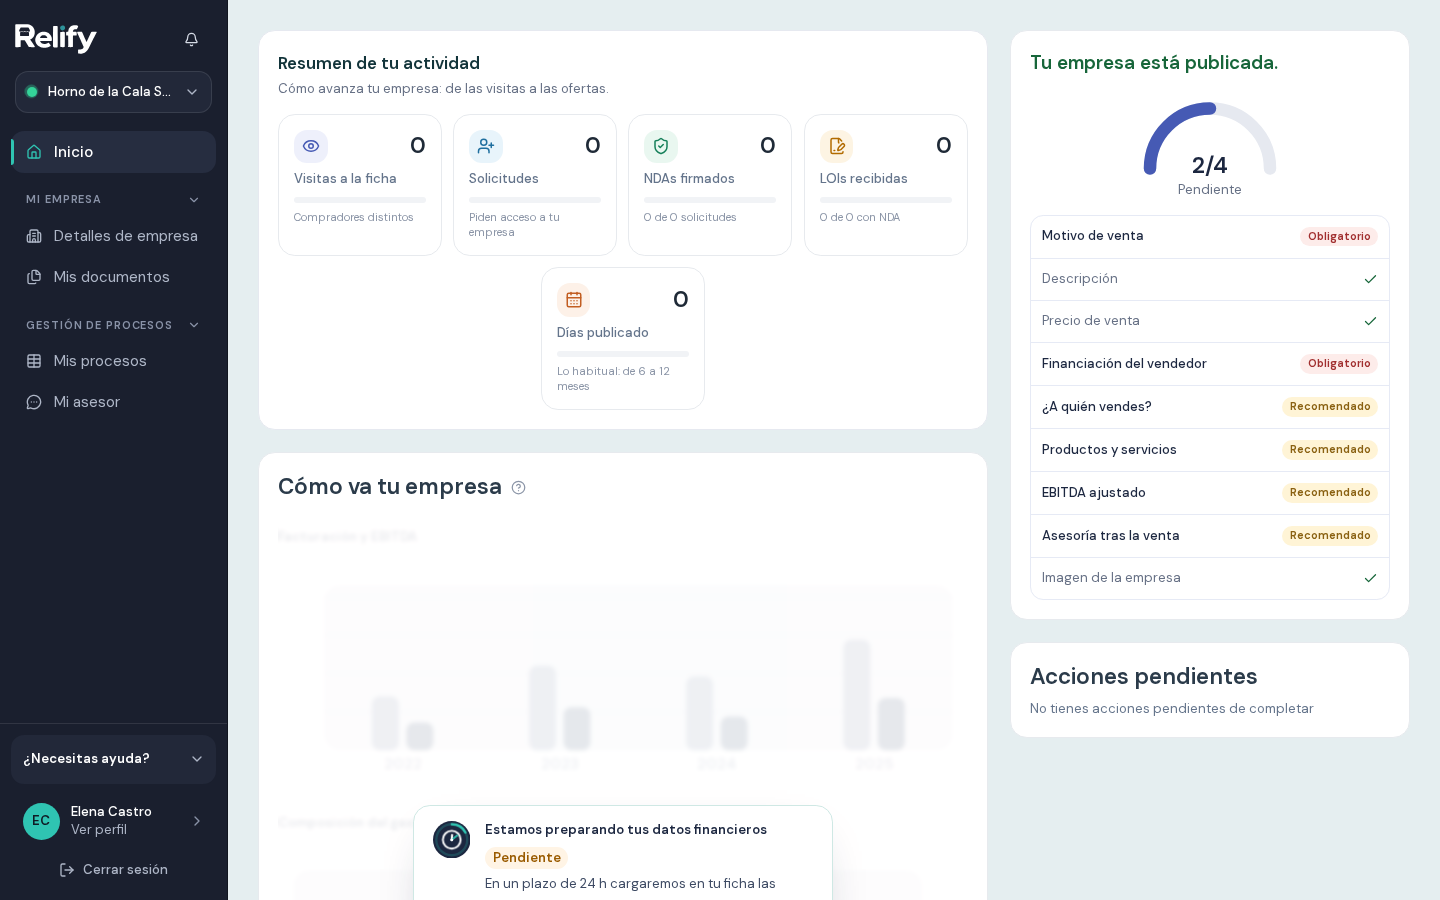 Relify
Horno de la Cala S...
Inicio
MI EMPRESA
Detalles de empresa
Mis documentos
GESTIÓN DE PROCESOS
Mis procesos
Mi asesor
¿Necesitas ayuda?
EC
Elena Castro
Ver perfil
Cerrar sesión
Resumen de tu actividad
Cómo avanza tu empresa: de las visitas a las ofertas.
0
Visitas a la ficha
Compradores distintos
0
Solicitudes
Piden acceso a tu
empresa
0
NDAs firmados
0 de 0 solicitudes
0
LOIs recibidas
0 de 0 con NDA
0
Días publicado
Lo habitual: de 6 a 12
meses
Cómo va tu empresa
Facturación y EBITDA
2022
2023
2024
2025
Estamos preparando tus datos financieros
Pendiente
En un plazo de 24 h cargaremos en tu ficha las
Tu empresa está publicada.
2/4
Pendiente
Motivo de venta Obligatorio
Descripción
Precio de venta
Financiación del vendedor Obligatorio
¿A quién vendes? Recomendado
Productos y servicios Recomendado
EBITDA ajustado Recomendado
Asesoría tras la venta Recomendado
Imagen de la empresa
Acciones pendientes
No tienes acciones pendientes de completar